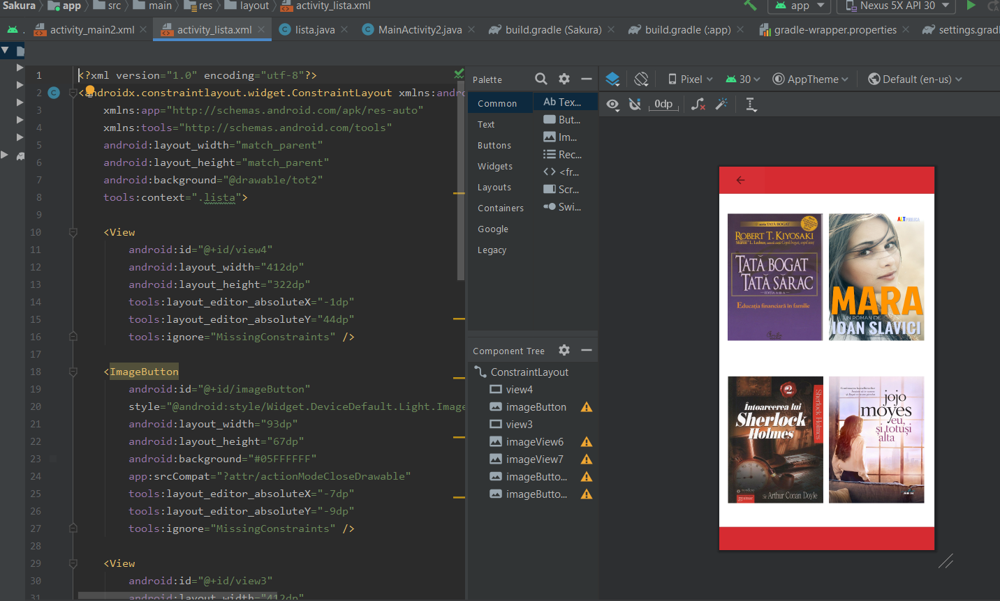 Sakura app src main res layout activity_lista.xml app Nexus 5X API 30
activity_main2.xml activity_lista.xml lista.java MainActivity2.java build.gradle (Sakura) build.gradle (:app) gradle-wrapper.properties settings.gradl
1 <?xml version="1.0" encoding="utf-8"?>
2 <androidx.constraintlayout.widget.ConstraintLayout xmlns:andro
3 xmlns:app="http://schemas.android.com/apk/res-auto"
4 xmlns:tools="http://schemas.android.com/tools"
5 android:layout_width="match_parent"
6 android:layout_height="match_parent"
7 android:background="@drawable/tot2"
8 tools:context=".lista">
9
10 <View
11 android:id="@+id/view4"
12 android:layout_width="412dp"
13 android:layout_height="322dp"
14 tools:layout_editor_absoluteX="-1dp"
15 tools:layout_editor_absoluteY="44dp"
16 tools:ignore="MissingConstraints" />
17
18 <ImageButton
19 android:id="@+id/imageButton"
20 style="@android:style/Widget.DeviceDefault.Light.Image
21 android:layout_width="93dp"
22 android:layout_height="67dp"
23 android:background="#05FFFFFF"
24 app:srcCompat="?attr/actionModeCloseDrawable"
25 tools:layout_editor_absoluteX="-7dp"
26 tools:layout_editor_absoluteY="-9dp"
27 tools:ignore="MissingConstraints" />
28
29 <View
30 android:id="@+id/view3"
31 android:layout_width="412dp"
Palette
Common
Text
Buttons
Widgets
Layouts
Containers
Google
Legacy
Ab Tex...
But...
Im...
Rec...
<fr...
Scr...
Swi...
Component Tree
ConstraintLayout
view4
imageButton
view3
imageView6
imageView7
imageButto...
imageButto...
Pixel 30 AppTheme Default (en-us)
0dp
ROBERT T. KIYOSAKI
TATĂ BOGAT
TATĂ SĂRAC
Educația financiară în familie
ART PUBLICA
MARA
UN ROMAN DE
IOAN SLAVICI
2
Întoarcerea lui
Sherlock
Holmes
Sherlock Holmes
Sir Arthur Conan Doyle
jojo
moyes
eu,
și totuși
alta